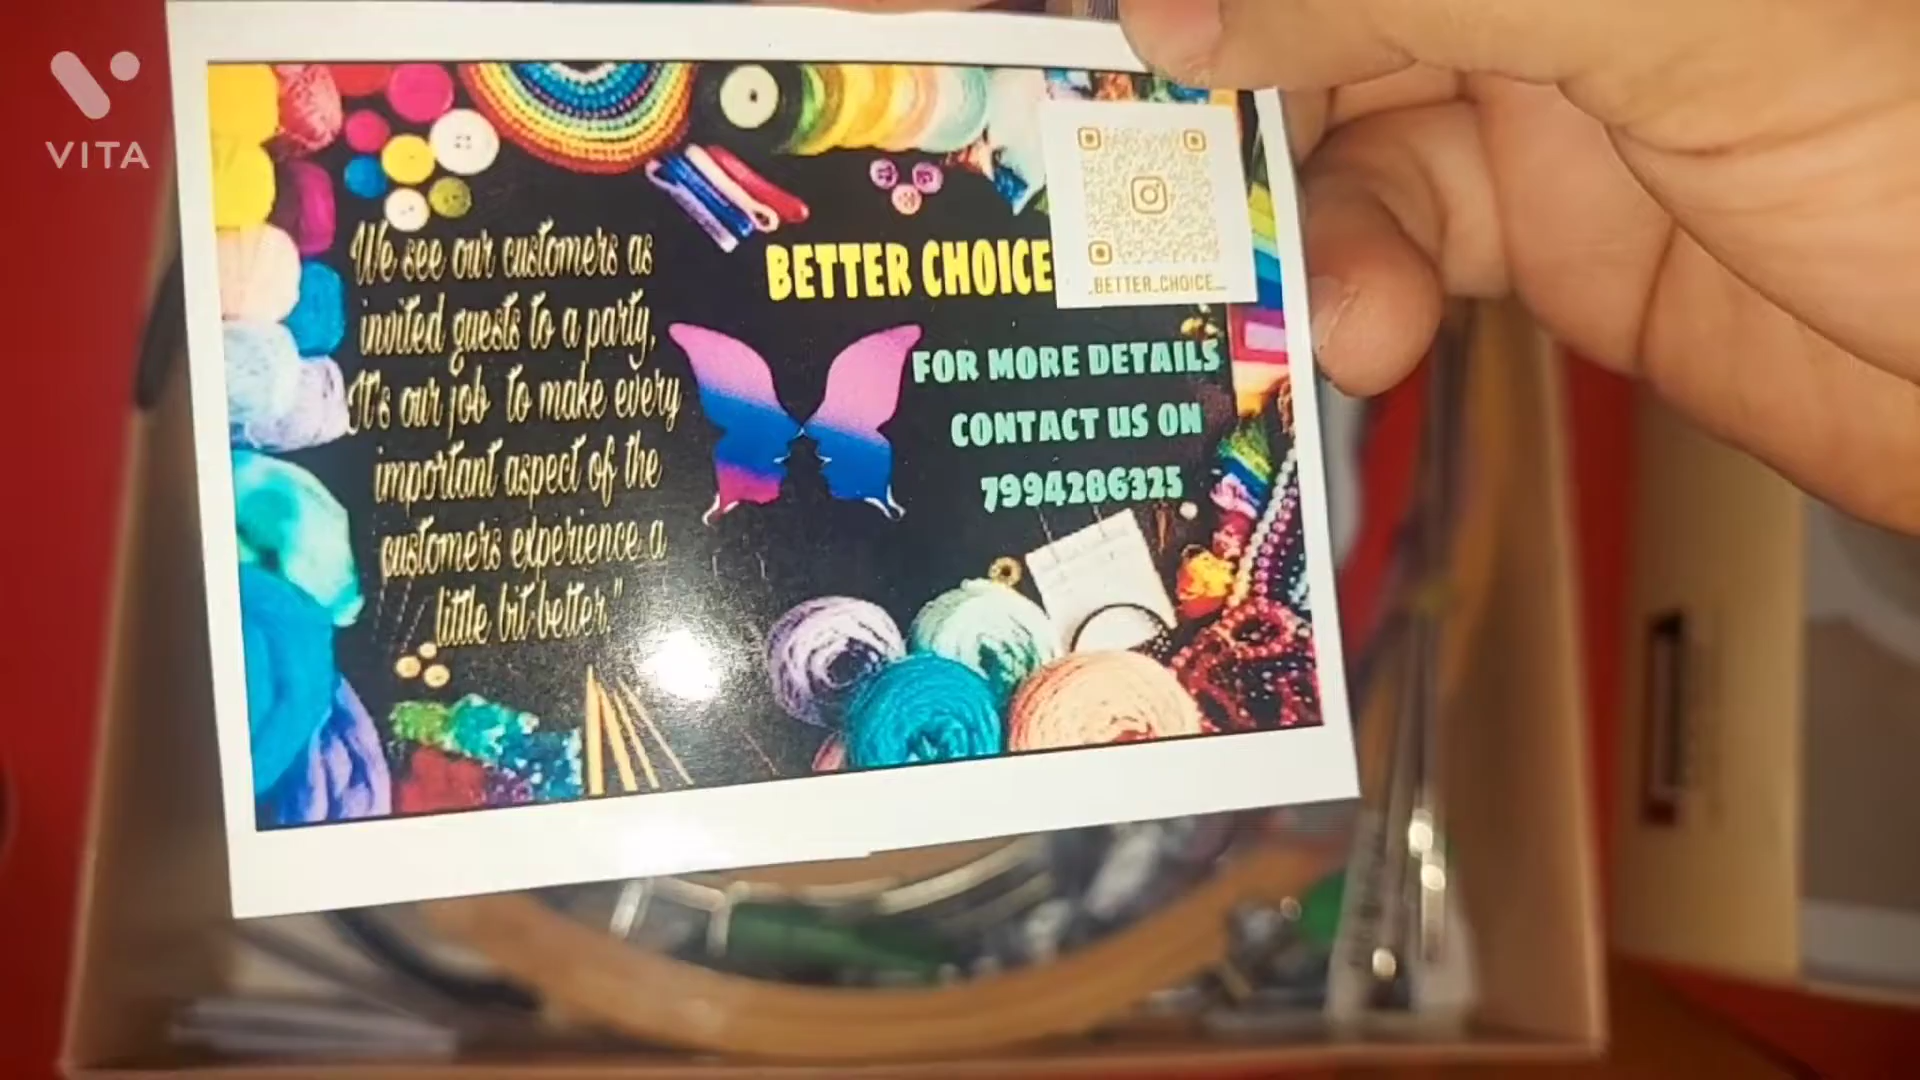 VITA
We see our customers as
invited guests to a party,
It's our job to make every
important aspect of the
customers experience a
little bit better."
BETTER CHOICE
.BETTER_CHOICE__
FOR MORE DETAILS
CONTACT US ON
7994286325